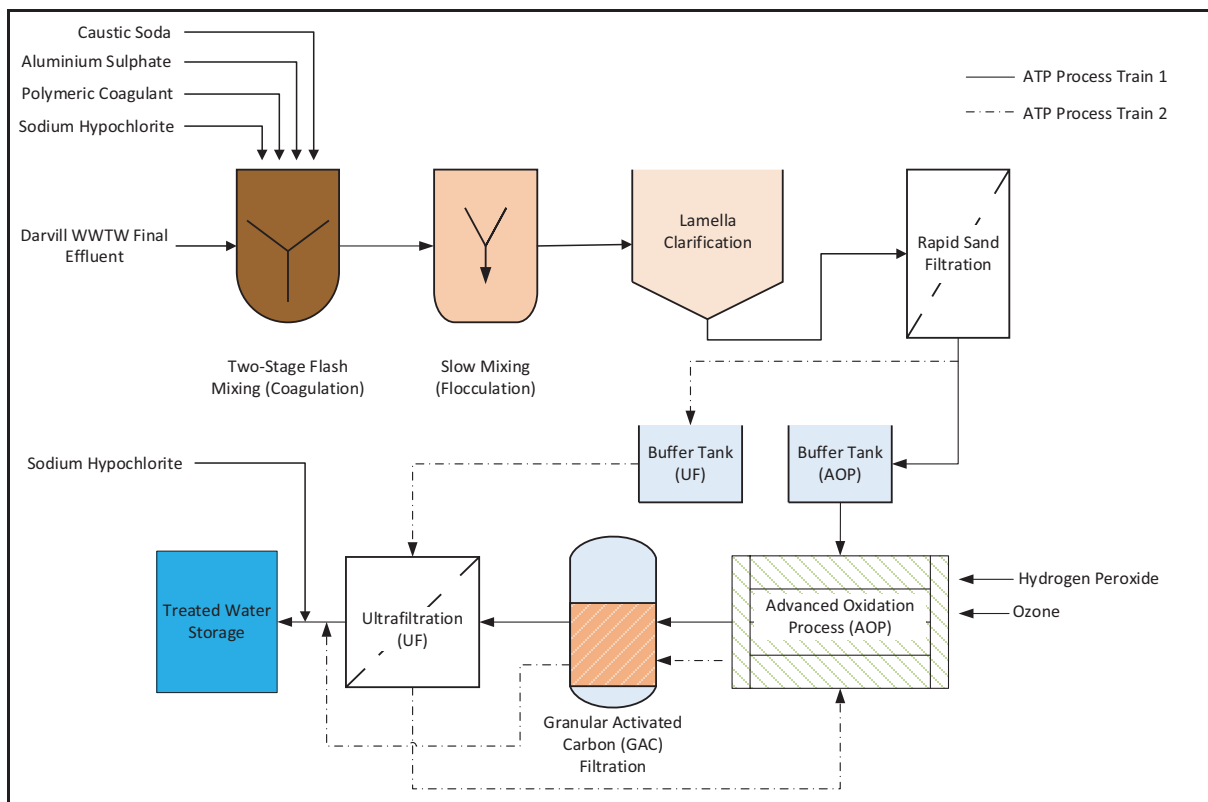 Caustic Soda
Aluminium Sulphate
Polymeric Coagulant
Sodium Hypochlorite
ATP Process Train 1
ATP Process Train 2
Darvill WWTW Final
Effluent
Lamella
Clarification
Rapid Sand
Filtration
Two-Stage Flash
Mixing (Coagulation)
Slow Mixing
(Flocculation)
Buffer Tank
(UF)
Buffer Tank
(AOP)
Sodium Hypochlorite
Treated Water
Storage
Ultrafiltration
(UF)
Advanced Oxidation
Process (AOP)
Hydrogen Peroxide
Ozone
Granular Activated
Carbon (GAC)
Filtration